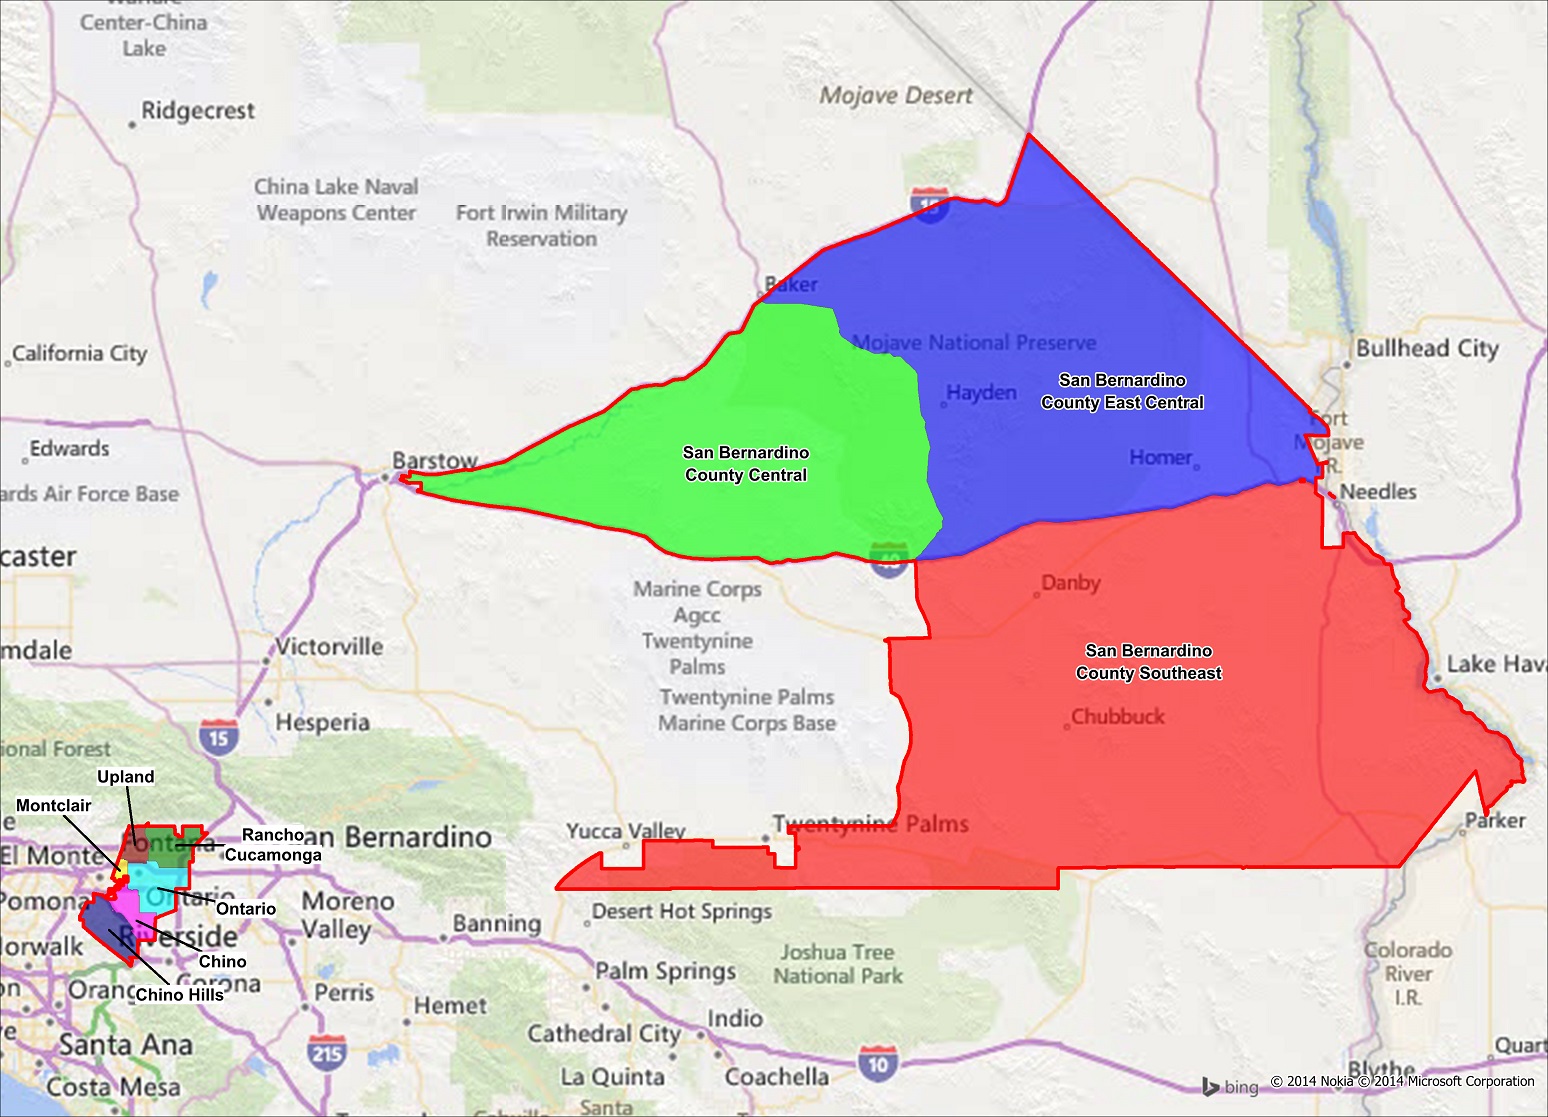 Center-China
Lake
Ridgecrest
Mojave Desert
China Lake Naval
Weapons Center
Fort Irwin Military
Reservation
15
Baker
Mojave National Preserve
Bullhead City
California City
San Bernardino
County East Central
Hayden
Fort
Mojave
I.R.
Edwards
Barstow
San Bernardino
County Central
Homer
Needles
ards Air Force Base
caster
40
Marine Corps
Agcc
Twentynine
Palms
Danby
mdale
Victorville
San Bernardino
County Southeast
Lake Hava
Twentynine Palms
Marine Corps Base
Chubbuck
Hesperia
15
ional Forest
Upland
Montclair
e
Fontana
Rancho
Cucamonga
an Bernardino
Yucca Valley
Twentynine Palms
Parker
El Monte
Pomona
Ontario
Ontario
Moreno
Valley
Banning
Desert Hot Springs
Riverside
lorwalk
Chino
Joshua Tree
National Park
Colorado
River
I.R.
Palm Springs
on
Orang
Chino Hills
Corona
Perris
Hemet
Cathedral City
Indio
Santa Ana
215
10
Quart
La Quinta
Coachella
Blythe
Costa Mesa
bing
© 2014 Nokia © 2014 Microsoft Corporation
Santa